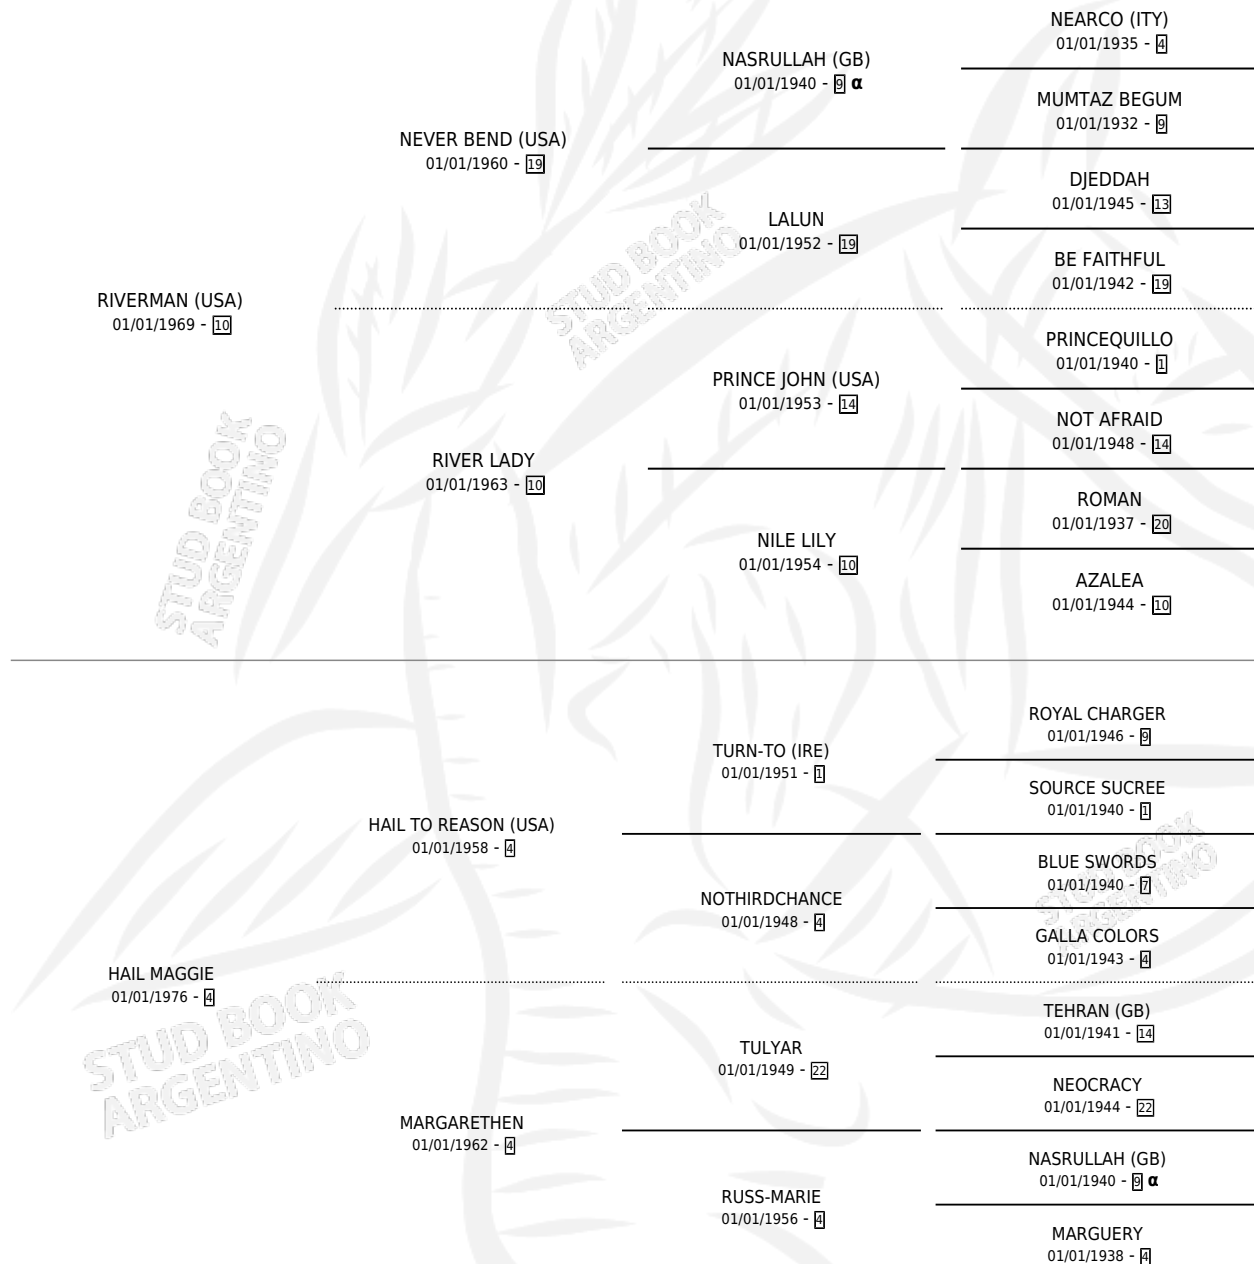 NEARCO (ITY)
01/01/1935 - 4
NASRULLAH (GB)
01/01/1940 - 9 α
MUMTAZ BEGUM
01/01/1932 - 9
NEVER BEND (USA)
01/01/1960 - 19
DJEDDAH
01/01/1945 - 13
LALUN
01/01/1952 - 19
BE FAITHFUL
01/01/1942 - 19
RIVERMAN (USA)
01/01/1969 - 10
PRINCEQUILLO
01/01/1940 - 1
PRINCE JOHN (USA)
01/01/1953 - 14
NOT AFRAID
01/01/1948 - 14
RIVER LADY
01/01/1963 - 10
ROMAN
01/01/1937 - 20
NILE LILY
01/01/1954 - 10
AZALEA
01/01/1944 - 10
ROYAL CHARGER
01/01/1946 - 9
TURN-TO (IRE)
01/01/1951 - 1
SOURCE SUCREE
01/01/1940 - 1
HAIL TO REASON (USA)
01/01/1958 - 4
BLUE SWORDS
01/01/1940 - 7
NOTHIRDCHANCE
01/01/1948 - 4
GALLA COLORS
01/01/1943 - 4
HAIL MAGGIE
01/01/1976 - 4
TEHRAN (GB)
01/01/1941 - 14
TULYAR
01/01/1949 - 22
NEOCRACY
01/01/1944 - 22
MARGARETHEN
01/01/1962 - 4
NASRULLAH (GB)
01/01/1940 - 9 α
RUSS-MARIE
01/01/1956 - 4
MARGUERY
01/01/1938 - 4
STUD BOOK
ARGENTINO
STUD BOOK
ARGENTINO
STUD BOOK
ARGENTINO
STUD BOOK
ARGENTINO